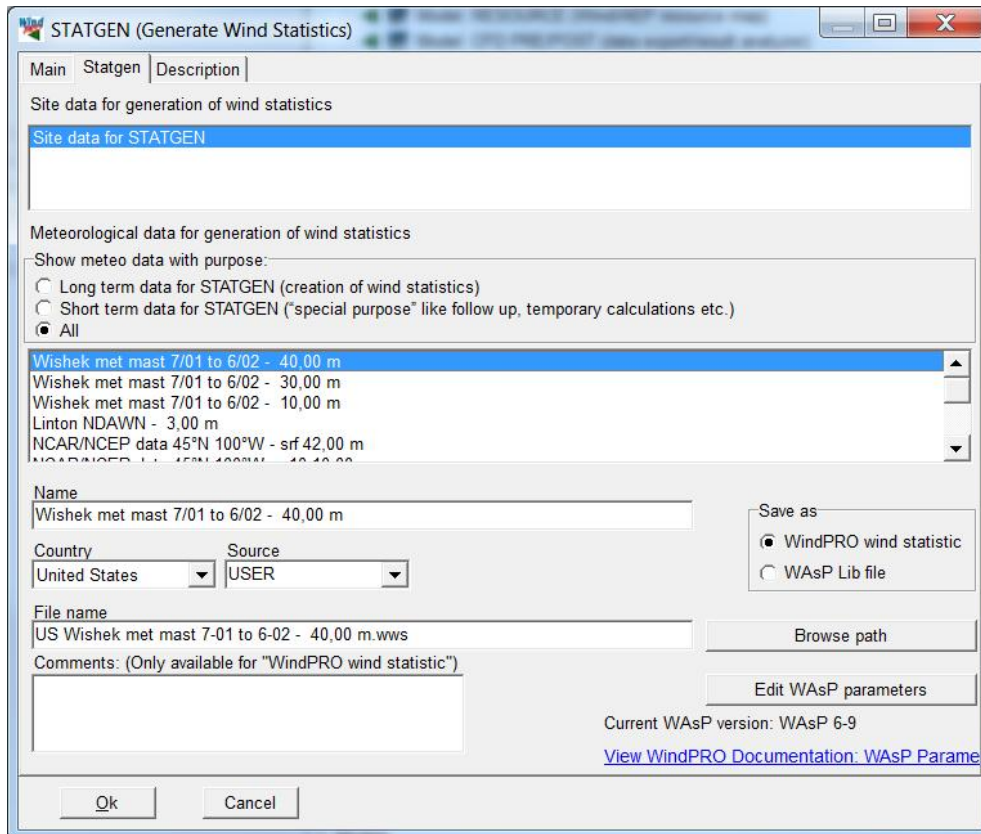 STATGEN (Generate Wind Statistics)
Main Statgen Description
Site data for generation of wind statistics
Site data for STATGEN
Meteorological data for generation of wind statistics
Show meteo data with purpose:
Long term data for STATGEN (creation of wind statistics)
Short term data for STATGEN ("special purpose" like follow up, temporary calculations etc.)
All
Wishek met mast 7/01 to 6/02 - 40,00 m
Wishek met mast 7/01 to 6/02 - 30,00 m
Wishek met mast 7/01 to 6/02 - 10,00 m
Linton NDAWN - 3,00 m
NCAR/NCEP data 45°N 100°W - srf 42,00 m
Name
Wishek met mast 7/01 to 6/02 - 40,00 m
Save as
WindPRO wind statistic
WAsP Lib file
Country Source
United States USER
File name
US Wishek met mast 7-01 to 6-02 - 40,00 m.wws
Browse path
Comments: (Only available for "WindPRO wind statistic")
Edit WAsP parameters
Current WAsP version: WAsP 6-9
View WindPRO Documentation: WAsP Parame
Ok Cancel